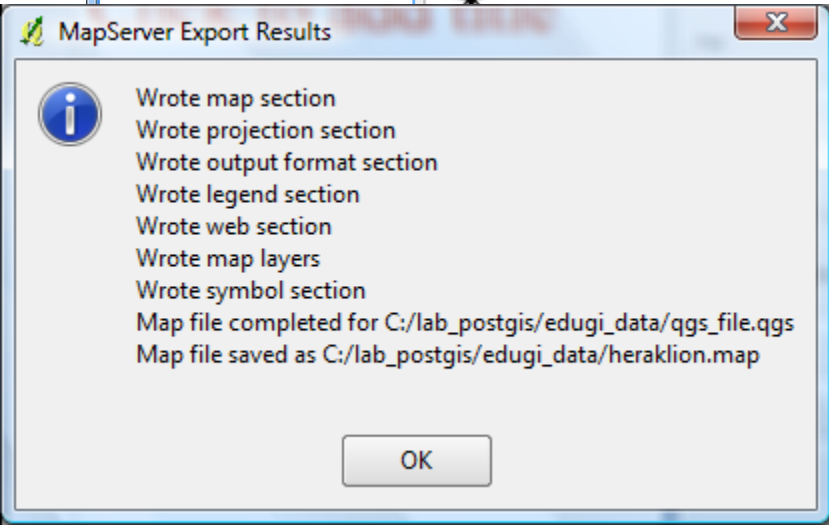 MapServer Export Results
Wrote map section
Wrote projection section
Wrote output format section
Wrote legend section
Wrote web section
Wrote map layers
Wrote symbol section
Map file completed for C:/lab_postgis/edugi_data/qgs_file.qgs
Map file saved as C:/lab_postgis/edugi_data/heraklion.map
OK